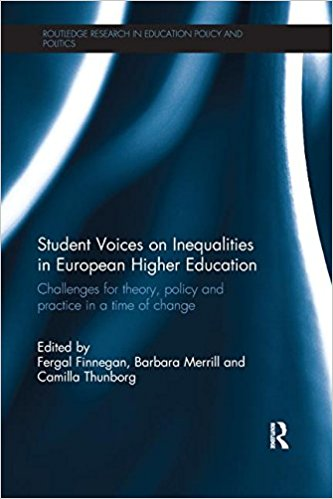 ROUTLEDGE RESEARCH IN EDUCATION POLICY AND
POLITICS
Student Voices on Inequalities
in European Higher Education
Challenges for theory, policy and
practice in a time of change
Edited by
Fergal Finnegan, Barbara Merrill and
Camilla Thunborg
R
ROUTLEDGE